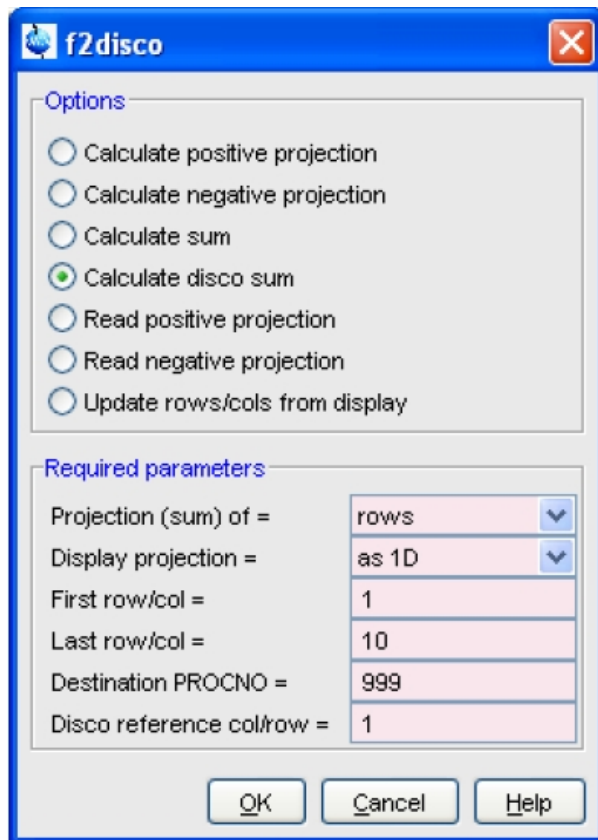 f2disco
Options
Calculate positive projection
Calculate negative projection
Calculate sum
Calculate disco sum
Read positive projection
Read negative projection
Update rows/cols from display
Required parameters
Projection (sum) of = rows
Display projection = as 1D
First row/col = 1
Last row/col = 10
Destination PROCNO = 999
Disco reference col/row = 1
OK Cancel Help